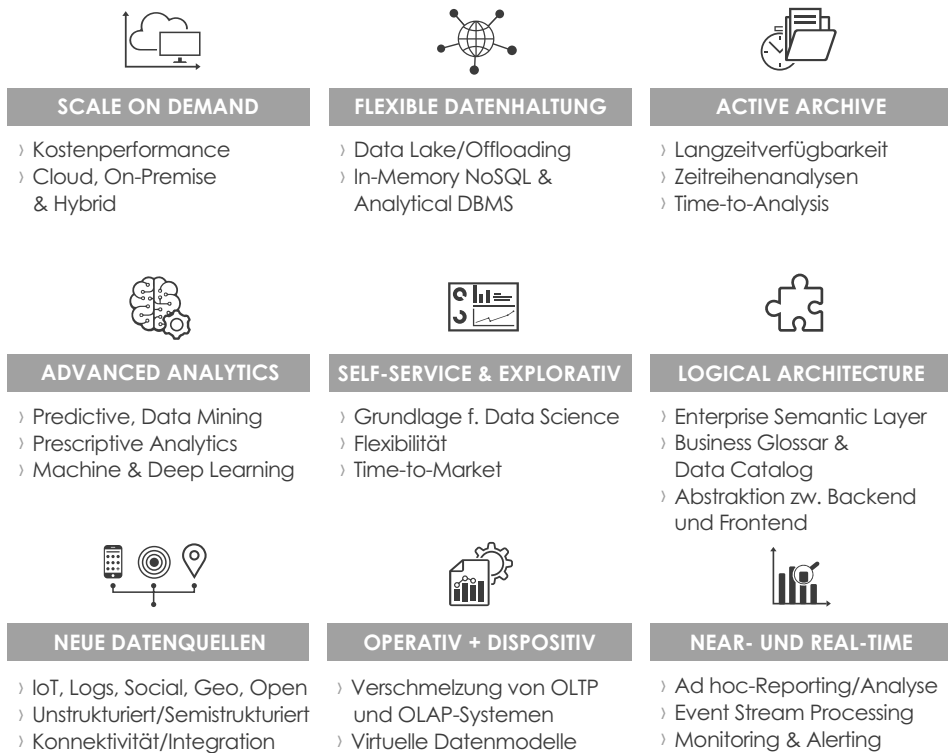 SCALE ON DEMAND
› Kostenperformance
› Cloud, On-Premise
& Hybrid
FLEXIBLE DATENHALTUNG
› Data Lake/Offloading
› In-Memory NoSQL &
Analytical DBMS
ACTIVE ARCHIVE
› Langzeitverfügbarkeit
› Zeitreihenanalysen
› Time-to-Analysis
ADVANCED ANALYTICS
› Predictive, Data Mining
› Prescriptive Analytics
› Machine & Deep Learning
SELF-SERVICE & EXPLORATIV
› Grundlage f. Data Science
› Flexibilität
› Time-to-Market
LOGICAL ARCHITECTURE
› Enterprise Semantic Layer
› Business Glossar &
Data Catalog
› Abstraktion zw. Backend
und Frontend
NEUE DATENQUELLEN
› IoT, Logs, Social, Geo, Open
› Unstrukturiert/Semistrukturiert
› Konnektivität/Integration
OPERATIV + DISPOSITIV
› Verschmelzung von OLTP
und OLAP-Systemen
› Virtuelle Datenmodelle
NEAR- UND REAL-TIME
› Ad hoc-Reporting/Analyse
› Event Stream Processing
› Monitoring & Alerting